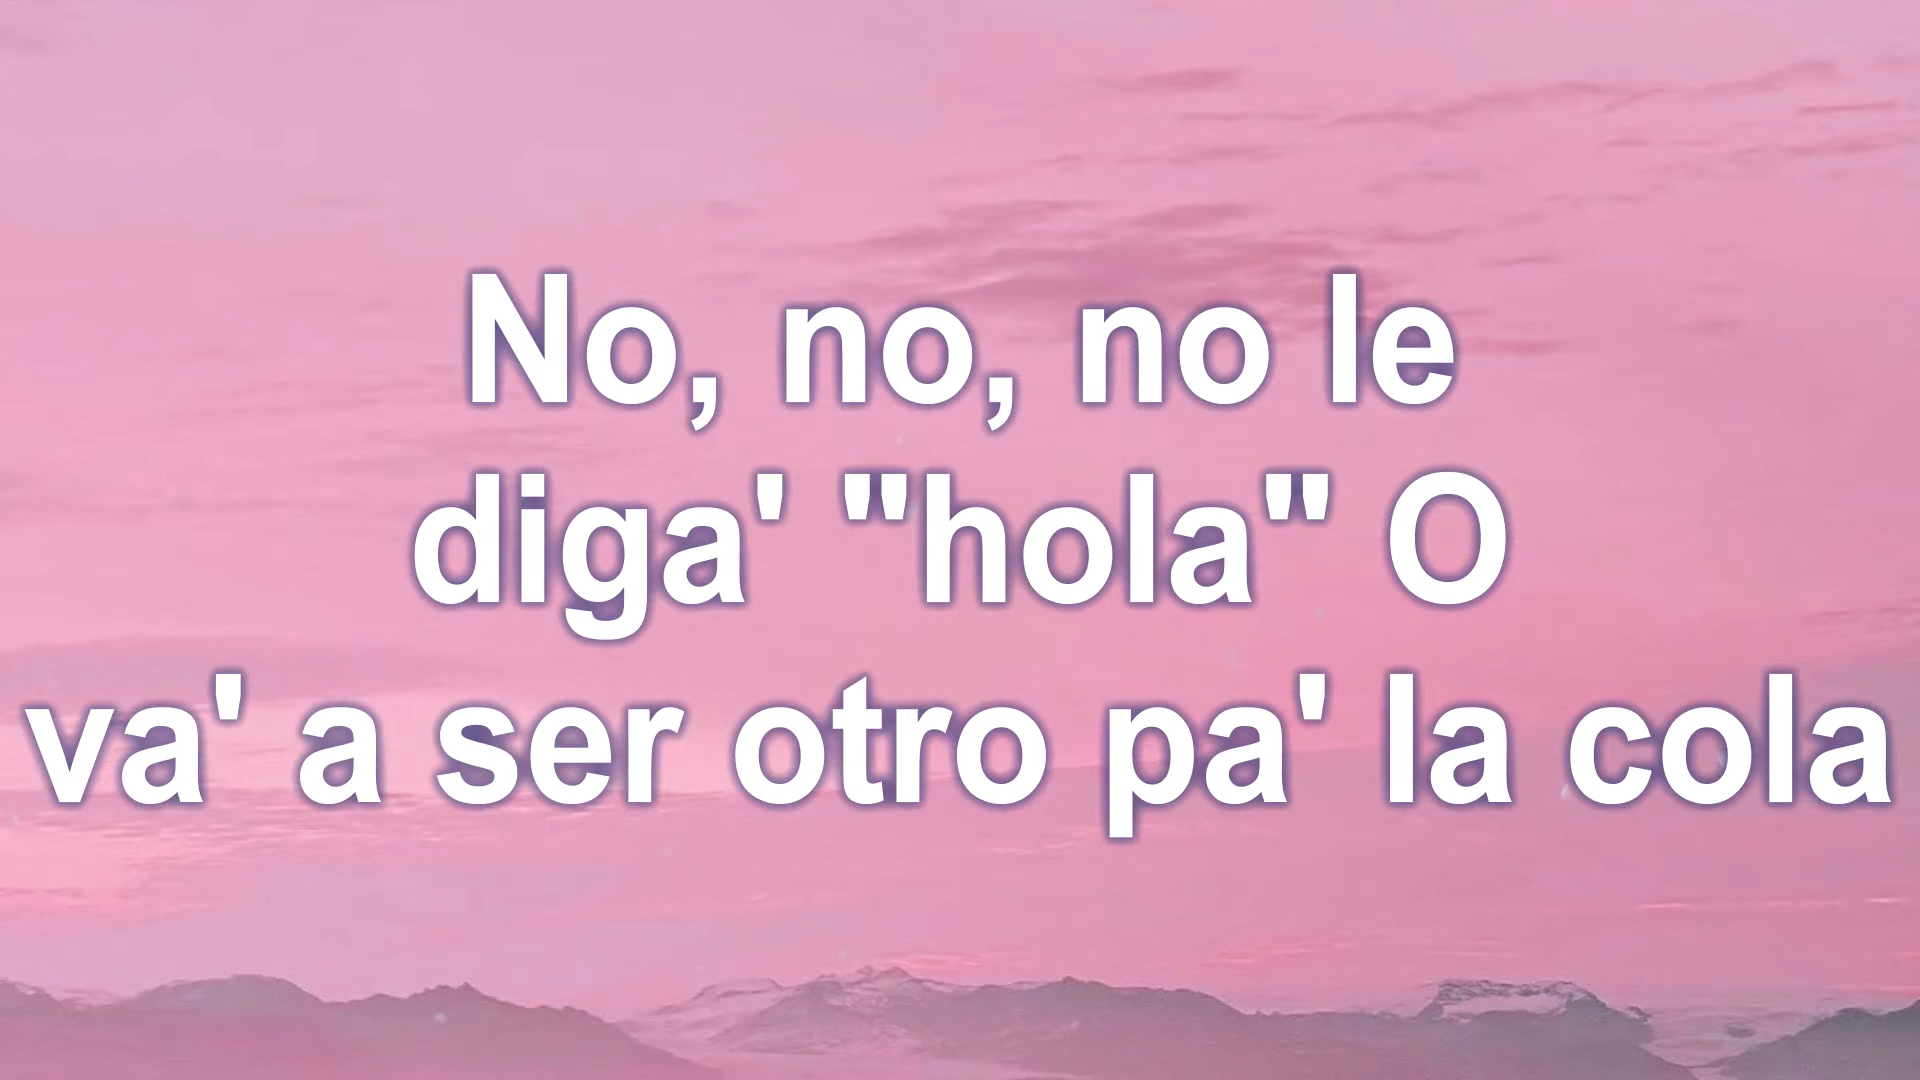 No, no, no le
diga' "hola" O
va' a ser otro pa' la cola